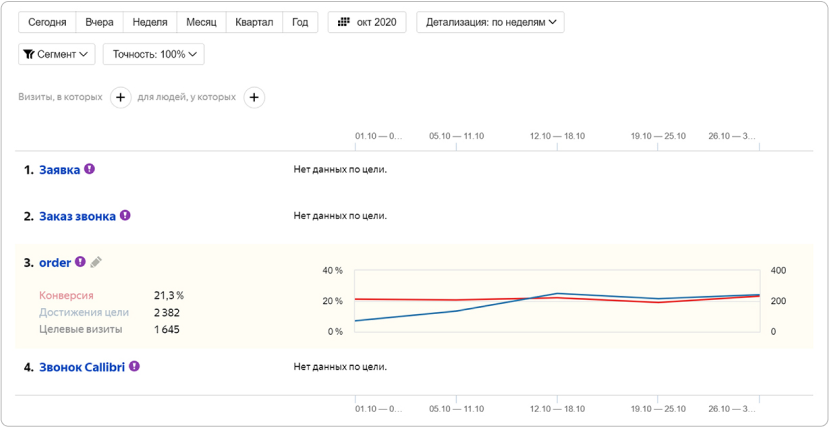 Сегодня Вчера Неделя Месяц Квартал Год окт 2020 Детализация: по неделям
Сегмент Точность: 100%
Визиты, в которых + для людей, у которых +
01.10 — 0... 05.10 — 11.10 12.10 — 18.10 19.10 — 25.10 26.10 — 3...
1. Заявка Нет данных по цели.
2. Заказ звонка Нет данных по цели.
3. order
40 % 400
Конверсия 21,3 %
20 % 200
Достижения цели 2 382
Целевые визиты 1 645
0 % 0
4. Звонок Callibri Нет данных по цели.
01.10 — 0... 05.10 — 11.10 12.10 — 18.10 19.10 — 25.10 26.10 — 3...